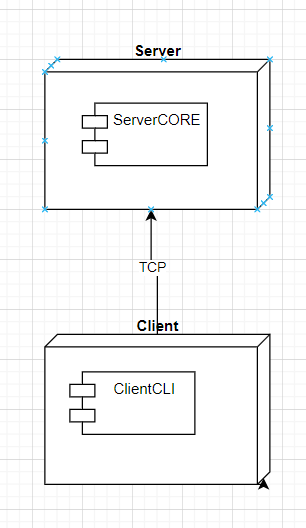 Server
ServerCORE
TCP
Client
ClientCLI